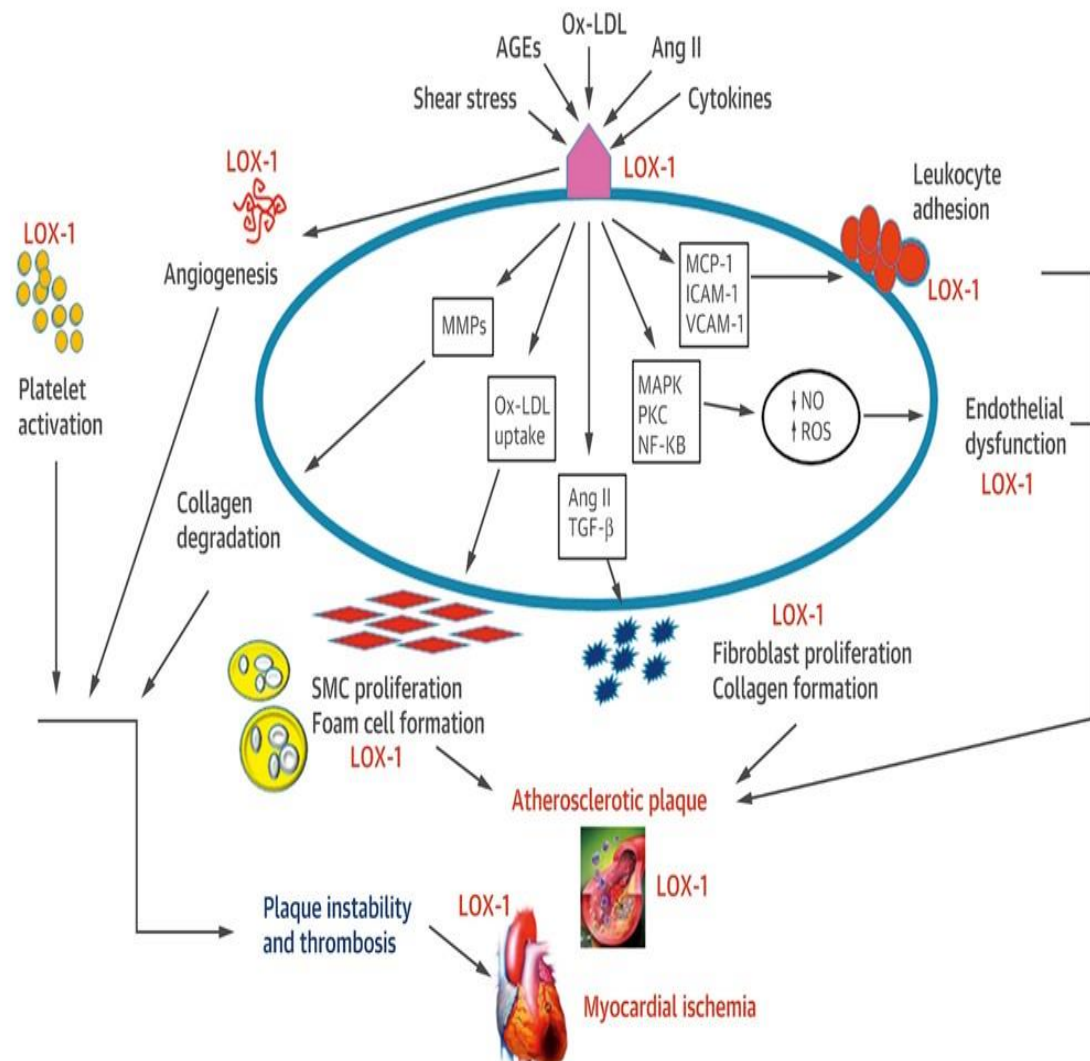 Ox-LDL
AGEs
Ang II
Shear stress
Cytokines
LOX-1
LOX-1
LOX-1
Leukocyte
adhesion
LOX-1
Angiogenesis
MCP-1
ICAM-1
VCAM-1
MMPs
Platelet
activation
Ox-LDL
uptake
MAPK
PKC
NF-KB
↓ NO
↑ ROS
Endothelial
dysfunction
LOX-1
Collagen
degradation
Ang II
TGF-β
LOX-1
Fibroblast proliferation
Collagen formation
SMC proliferation
Foam cell formation
LOX-1
Atherosclerotic plaque
LOX-1
Plaque instability
and thrombosis
LOX-1
Myocardial ischemia